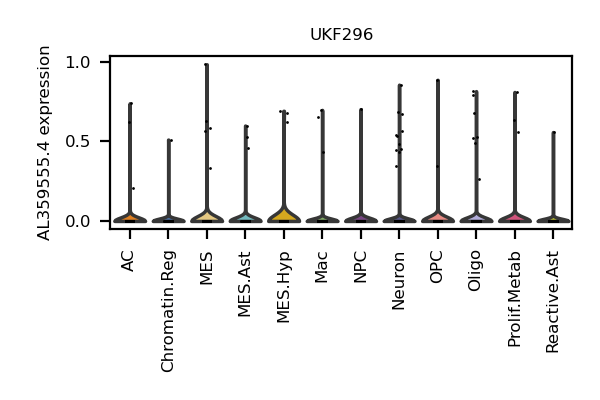 UKF296
AL359555.4 expression
1.0
0.5
0.0
AC
Chromatin.Reg
MES
MES.Ast
MES.Hyp
Mac
NPC
Neuron
OPC
Oligo
Prolif.Metab
Reactive.Ast